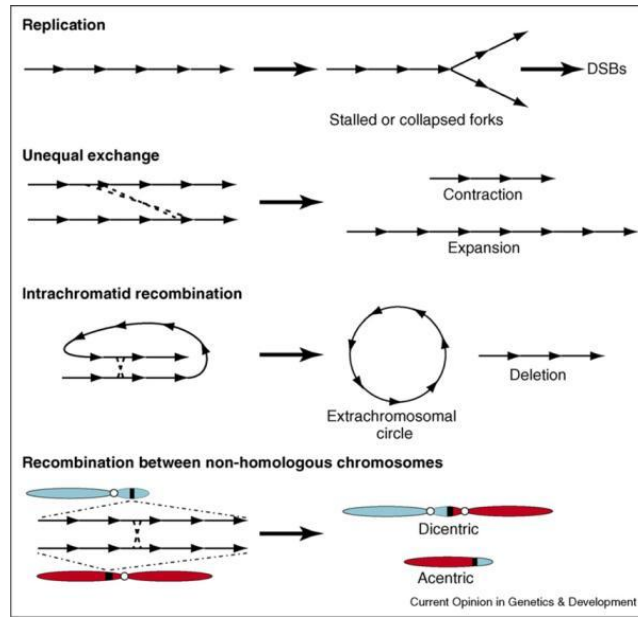 Replication
DSBs
Stalled or collapsed forks
Unequal exchange
Contraction
Expansion
Intrachromatid recombination
Deletion
Extrachromosomal
circle
Recombination between non-homologous chromosomes
Dicentric
Acentric
Current Opinion in Genetics & Development